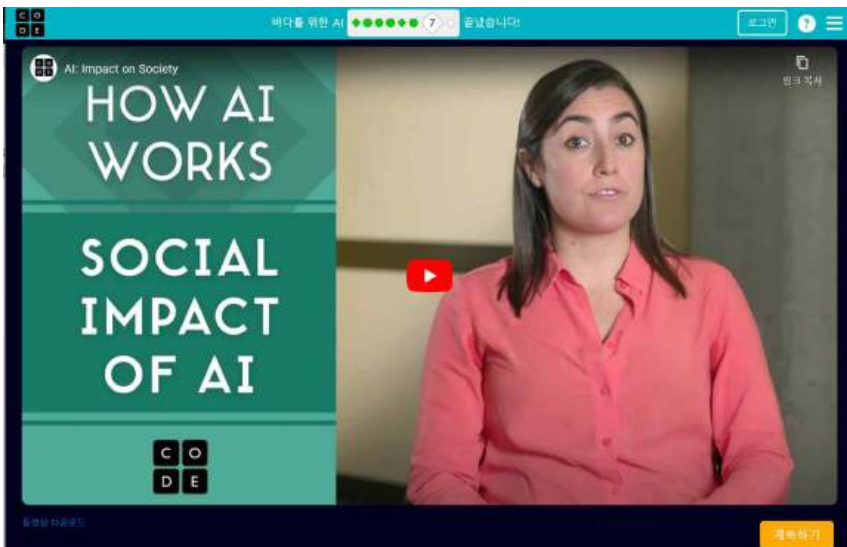 C O
D E
바다를 위한 AI 7 끝냈습니다!
로그인 ?
AI: Impact on Society
링크 복사
HOW AI
WORKS
SOCIAL
IMPACT
OF AI
C O
D E
동영상 다운로드
계속하기